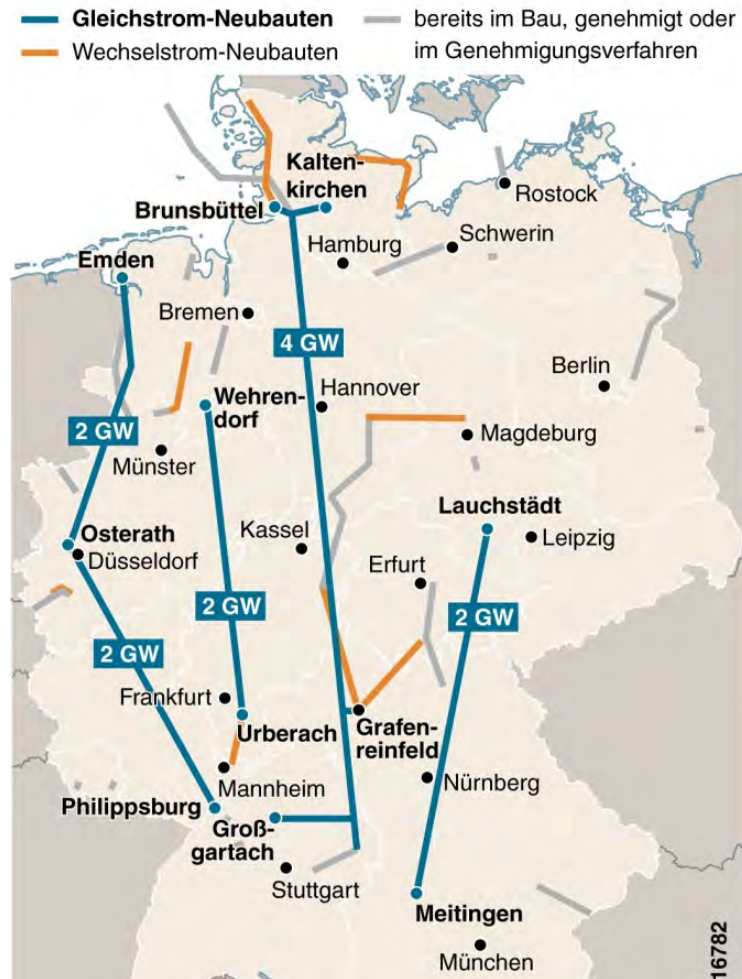 Gleichstrom-Neubauten
Wechselstrom-Neubauten
bereits im Bau, genehmigt oder
im Genehmigungsverfahren
Kalten-
kirchen
Rostock
Brunsbüttel
Schwerin
Hamburg
Emden
Bremen
4 GW
Berlin
Wehren-
dorf
Hannover
2 GW
Magdeburg
Münster
Lauchstädt
Osterath
Kassel
Leipzig
Düsseldorf
Erfurt
2 GW
2 GW
2 GW
Frankfurt
Urberach
Grafen-
reinfeld
Mannheim
Nürnberg
Philippsburg
Groß-
gartach
Stuttgart
Meitingen
München
16782